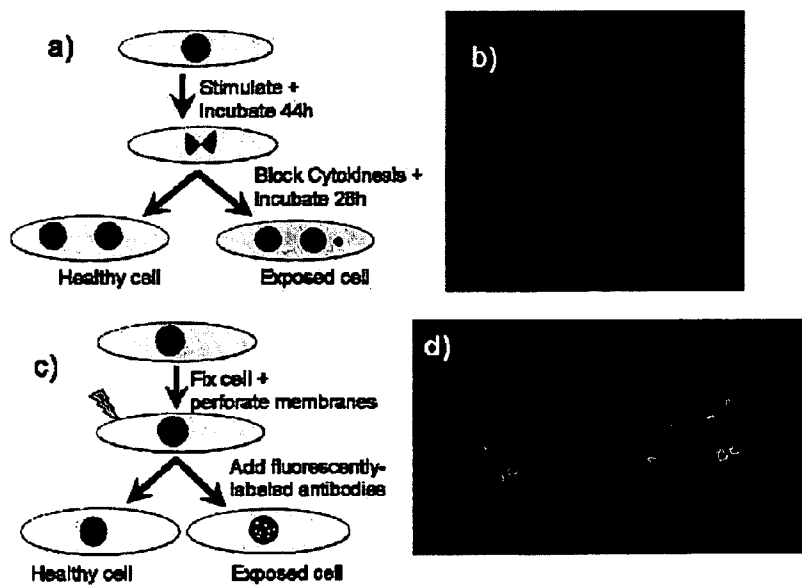 a)
Stimulate +
Incubate 44h
Block Cytokinesis +
Incubate 28h
Healthy cell
Exposed cell
b)
c)
Fix cell +
perforate membranes
Add fluorescently-
labeled antibodies
Healthy cell
Exposed cell
d)